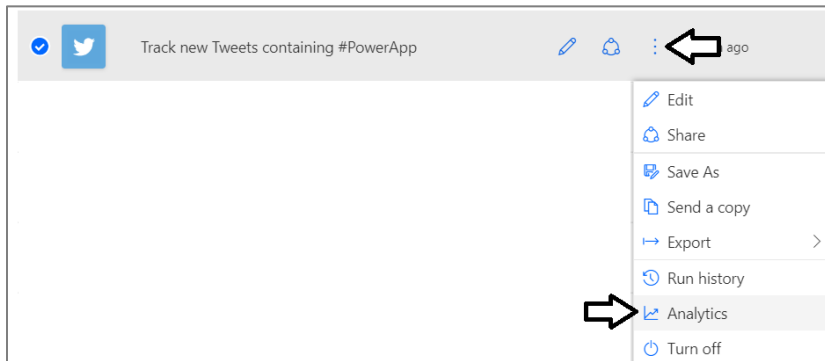 Track new Tweets containing #PowerApp ago
Edit
Share
Save As
Send a copy
Export
Run history
Analytics
Turn off